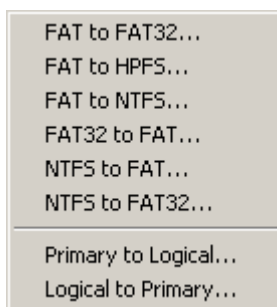 FAT to FAT32...
FAT to HPFS...
FAT to NTFS...
FAT32 to FAT...
NTFS to FAT...
NTFS to FAT32...
Primary to Logical...
Logical to Primary...